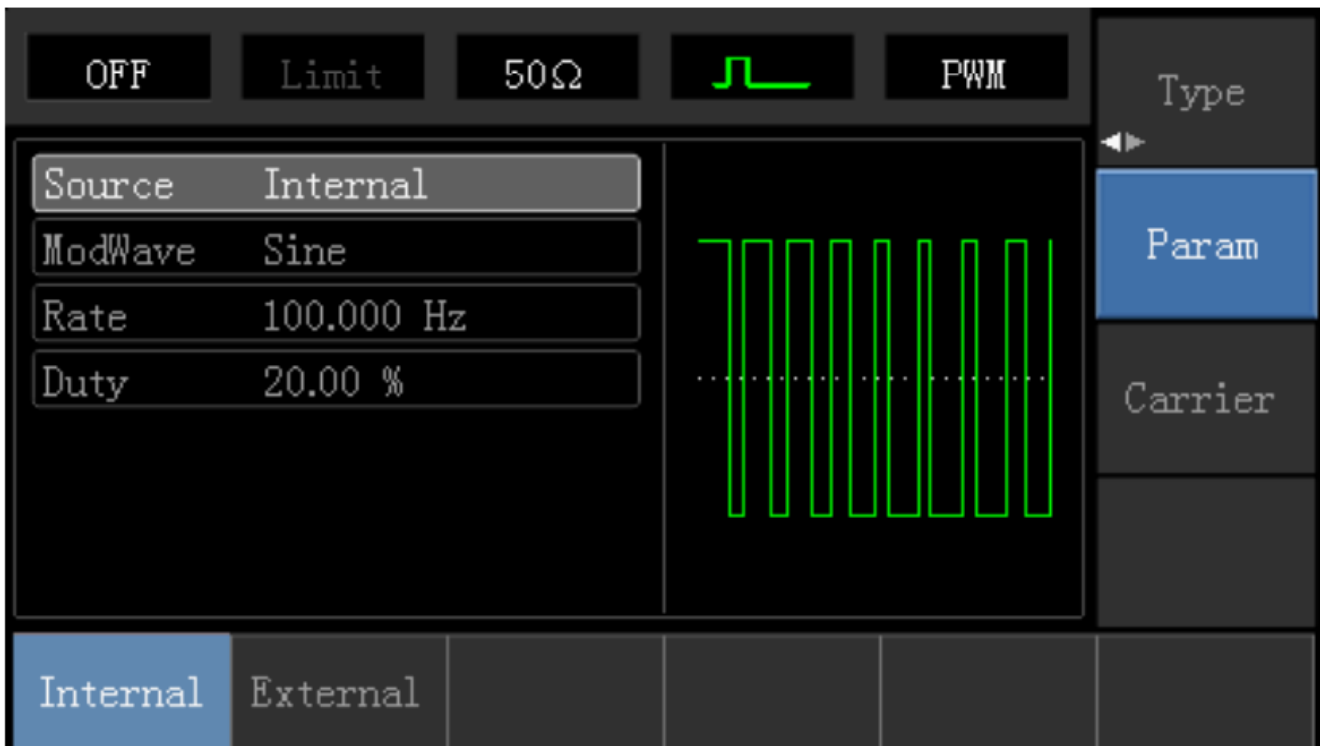 OFF Limit 50Ω PWM
Type
Source Internal
ModWave Sine
Param
Rate 100.000 Hz
Duty 20.00 %
Carrier
Internal External